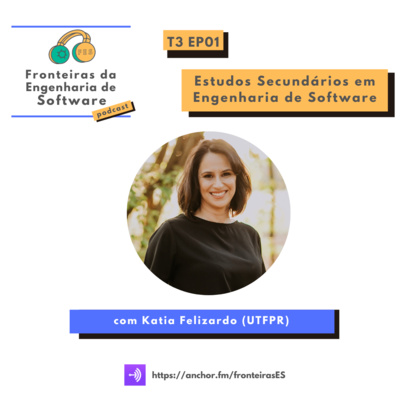 T3 EP01
Fronteiras da
Engenharia de
Software
podcast
Estudos Secundários em
Engenharia de Software
com Katia Felizardo (UTFPR)
https://anchor.fm/fronteirasES